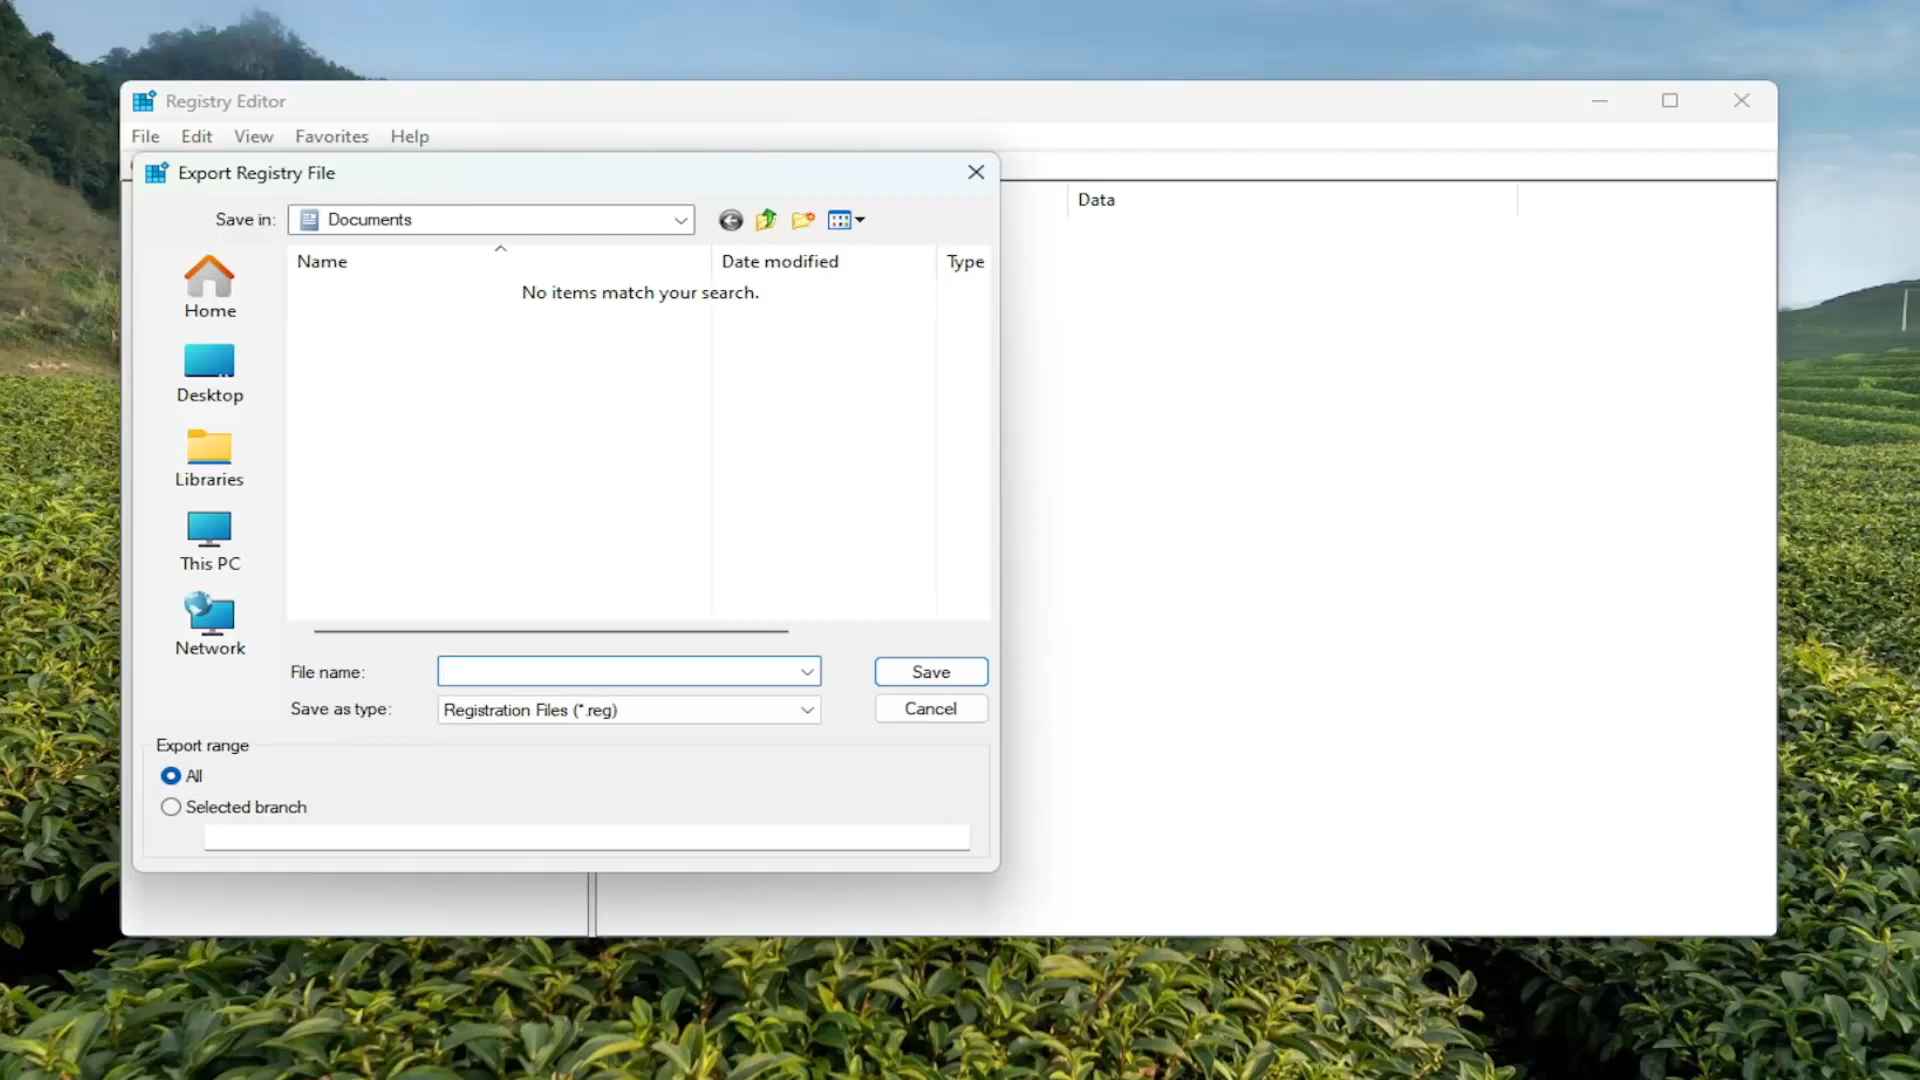 Registry Editor
File Edit View Favorites Help
Export Registry File
Data
Save in: Documents
Name Date modified Type
No items match your search.
Home
Desktop
Libraries
This PC
Network
File name: Save
Save as type: Registration Files (*.reg) Cancel
Export range
All
Selected branch